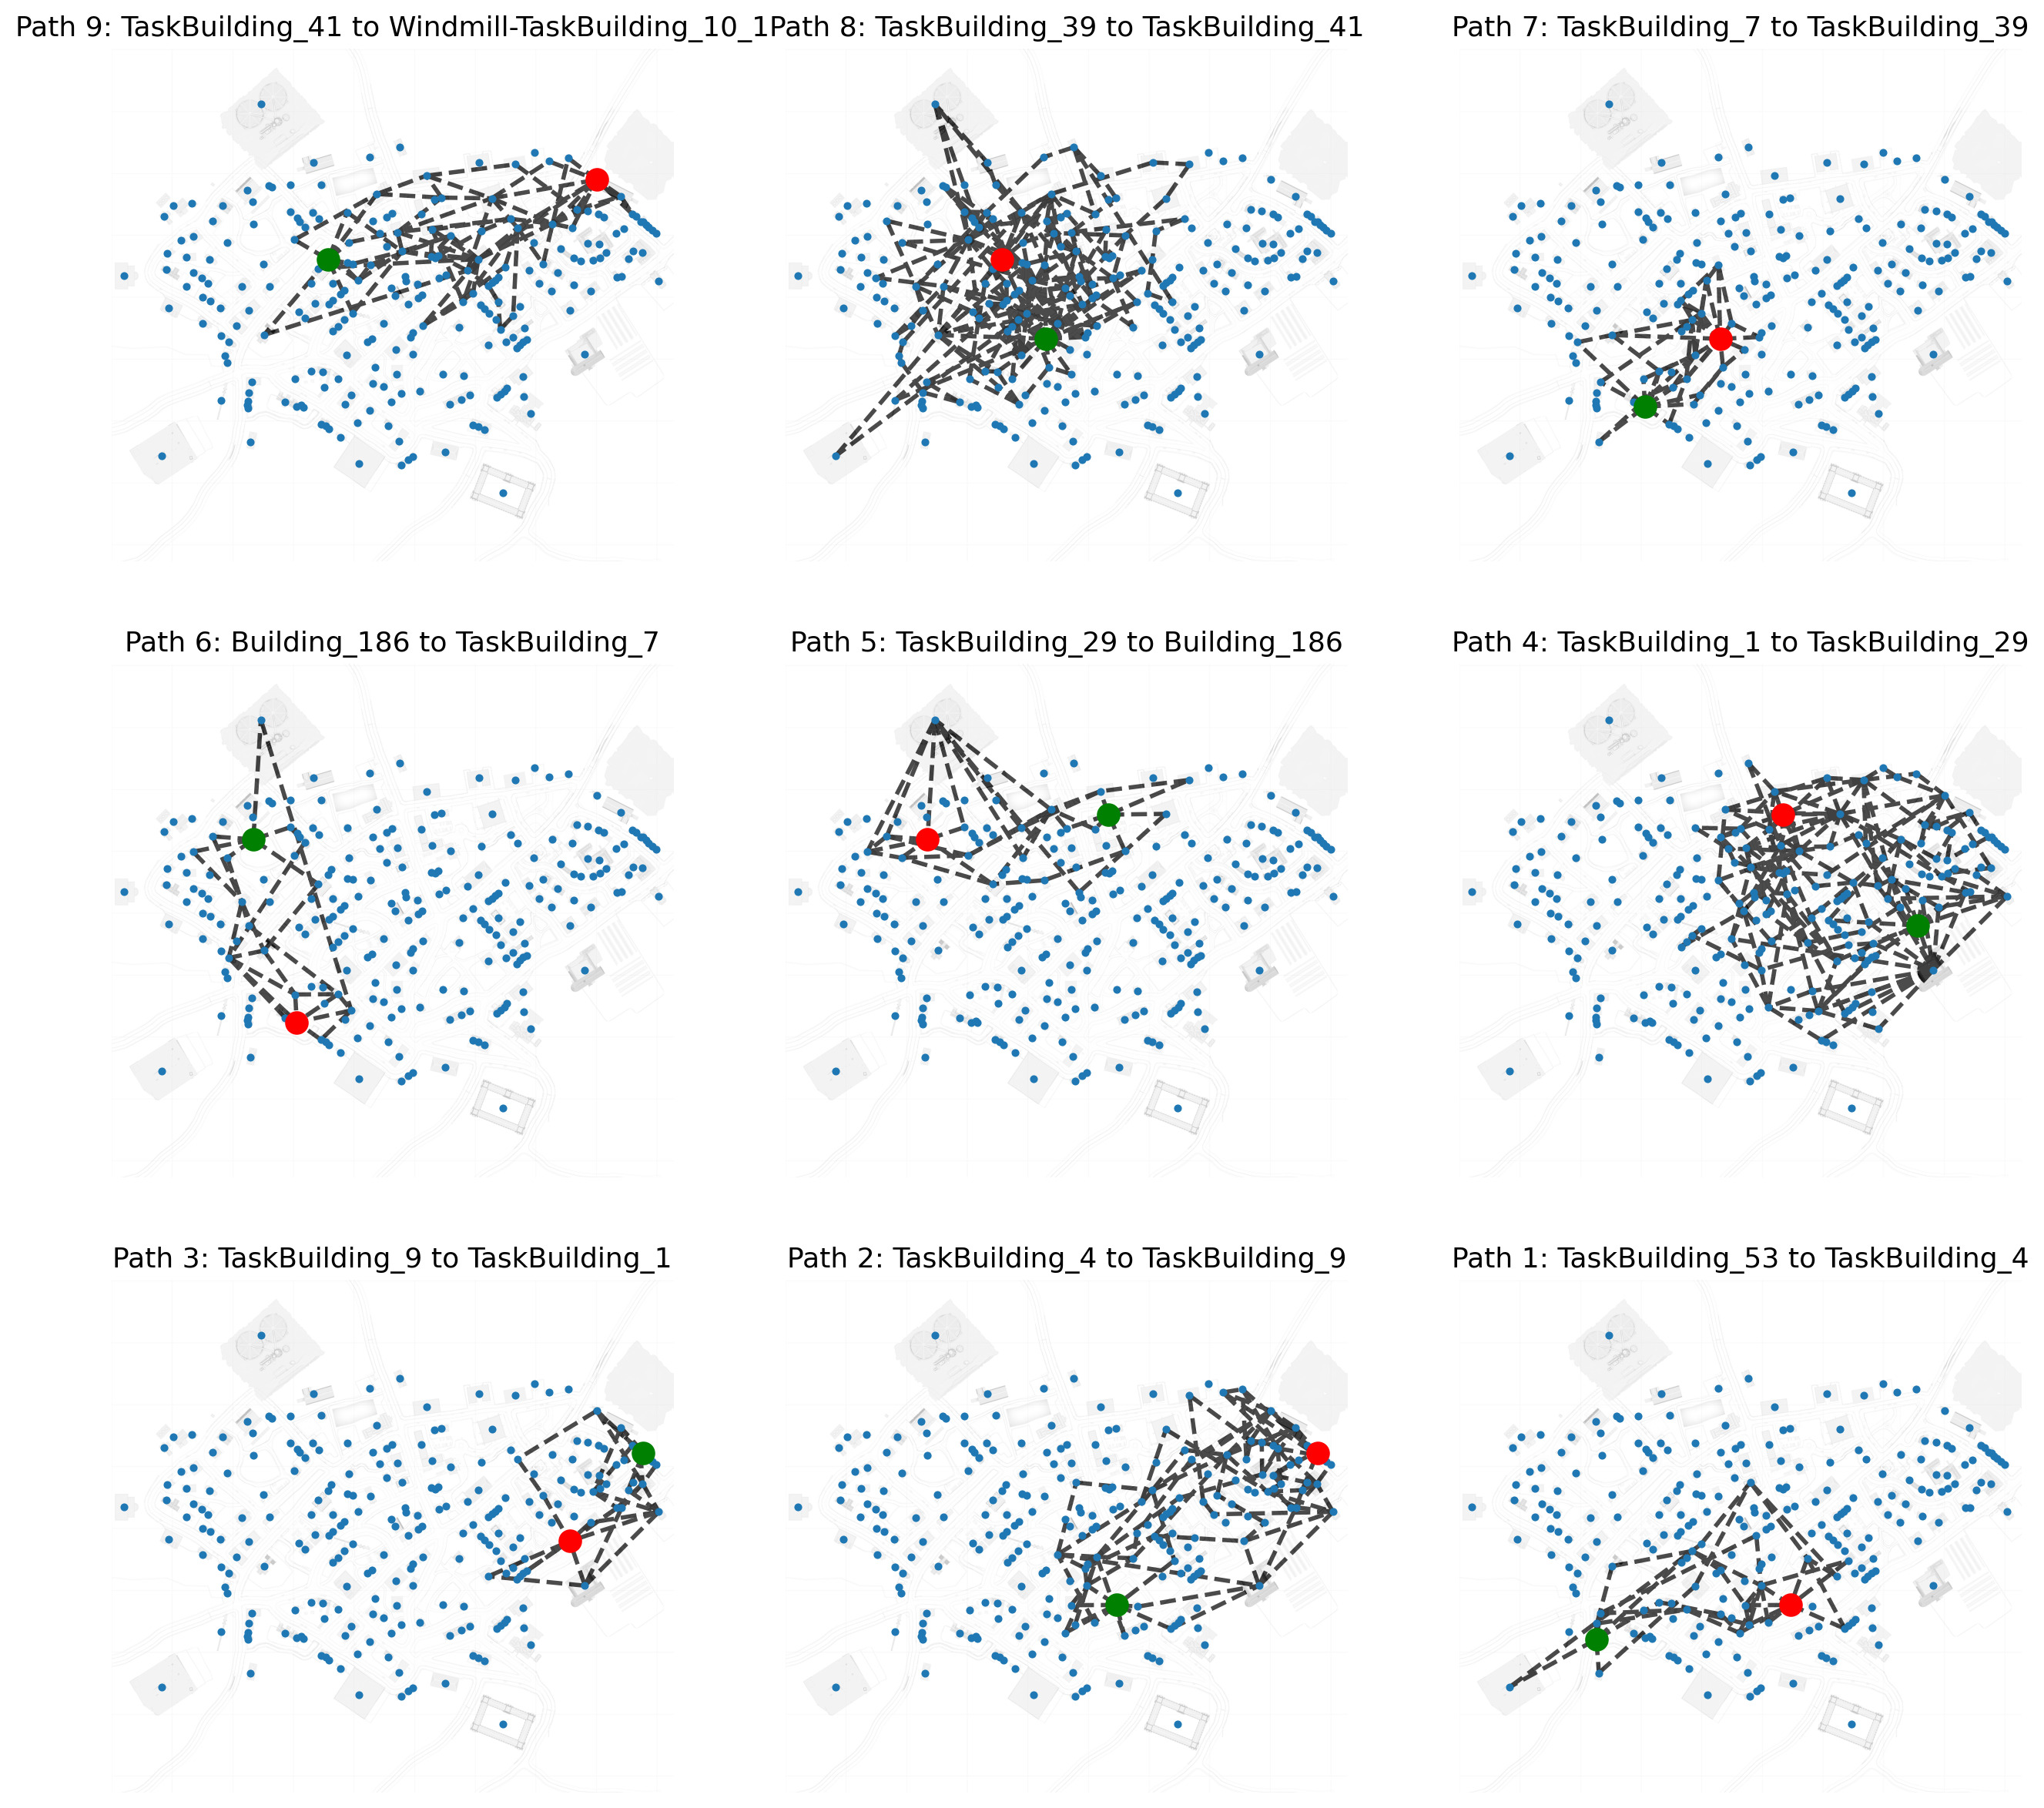 Path 9: TaskBuilding_41 to Windmill-TaskBuilding_10_1
Path 8: TaskBuilding_39 to TaskBuilding_41
Path 7: TaskBuilding_7 to TaskBuilding_39
Path 6: Building_186 to TaskBuilding_7
Path 5: TaskBuilding_29 to Building_186
Path 4: TaskBuilding_1 to TaskBuilding_29
Path 3: TaskBuilding_9 to TaskBuilding_1
Path 2: TaskBuilding_4 to TaskBuilding_9
Path 1: TaskBuilding_53 to TaskBuilding_4